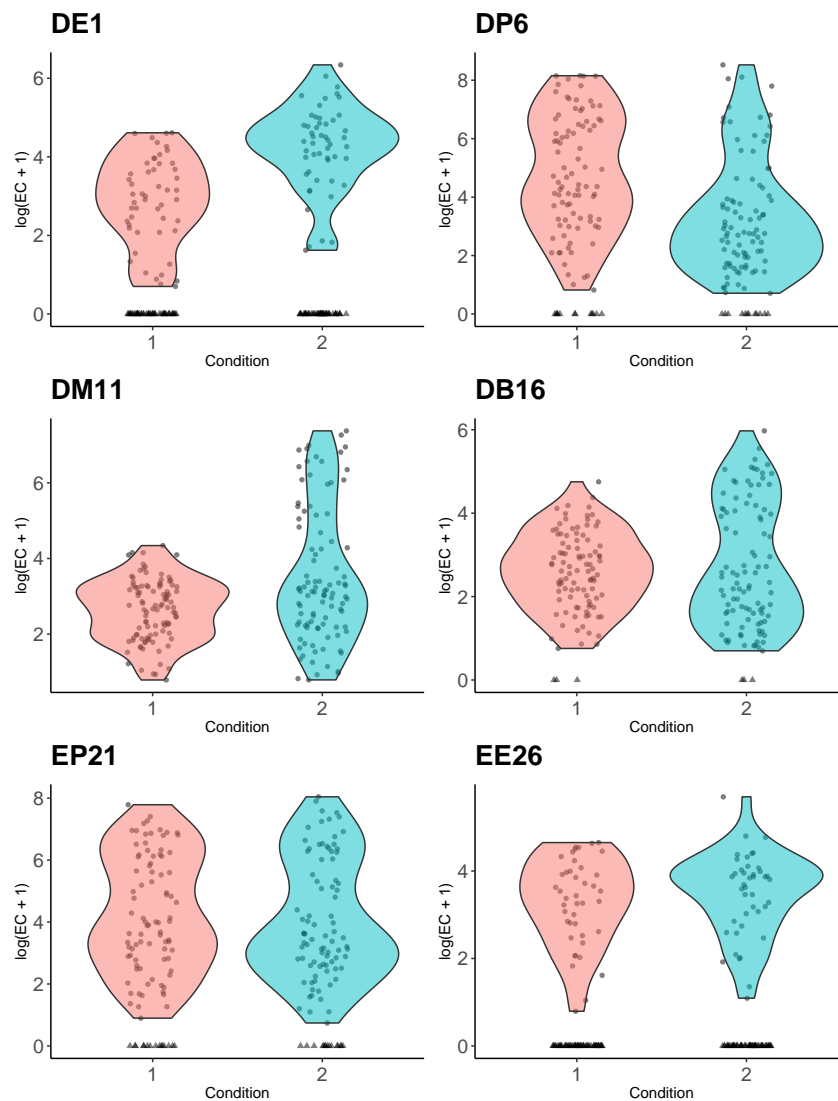 DE1
log(EC + 1)
6
4
2
0
1 2
Condition
DP6
log(EC + 1)
8
6
4
2
0
1 2
Condition
DM11
log(EC + 1)
6
4
2
1 2
Condition
DB16
log(EC + 1)
6
4
2
0
1 2
Condition
EP21
log(EC + 1)
8
6
4
2
0
1 2
Condition
EE26
log(EC + 1)
4
2
0
1 2
Condition